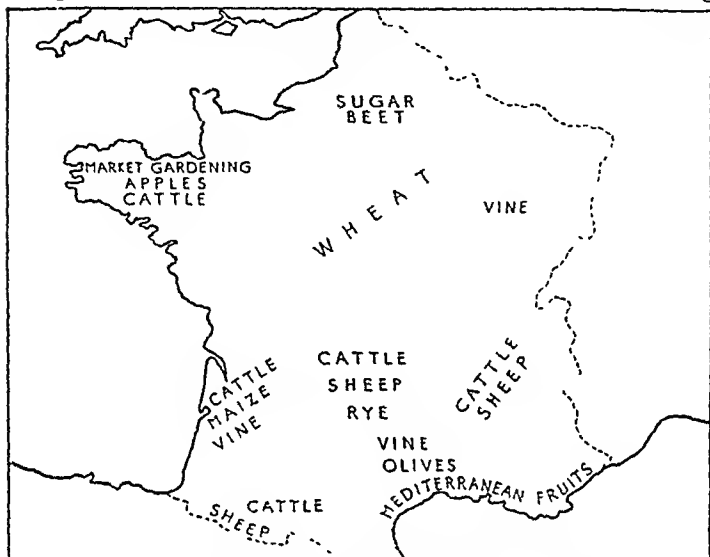 SUGAR
BEET
MARKET GARDENING
APPLES
CATTLE
WHEAT
VINE
CATTLE
MAIZE
VINE
CATTLE
SHEEP
RYE
CATTLE
SHEEP
VINE
OLIVES
MEDITERRANEAN FRUITS
CATTLE
SHEEP